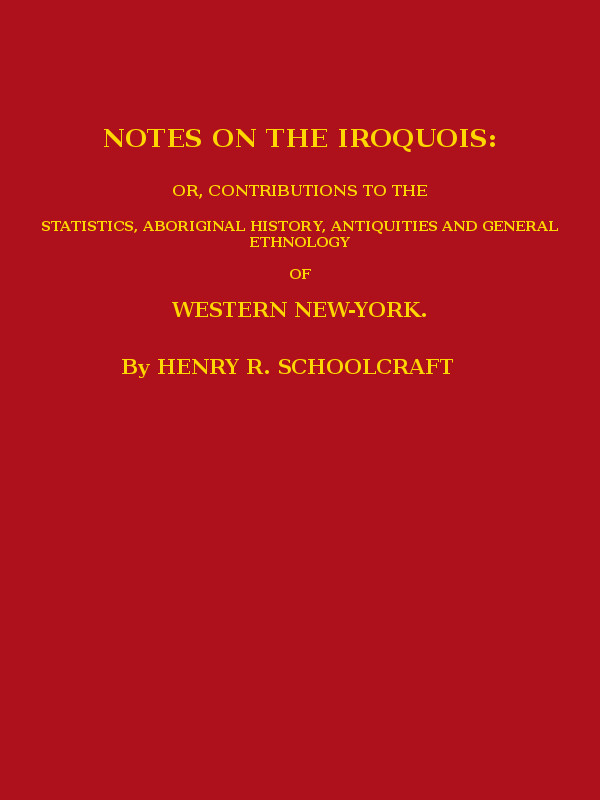 NOTES ON THE IROQUOIS:
OR, CONTRIBUTIONS TO THE
STATISTICS, ABORIGINAL HISTORY, ANTIQUITIES AND GENERAL
ETHNOLOGY
OF
WESTERN NEW-YORK.
By HENRY R. SCHOOLCRAFT